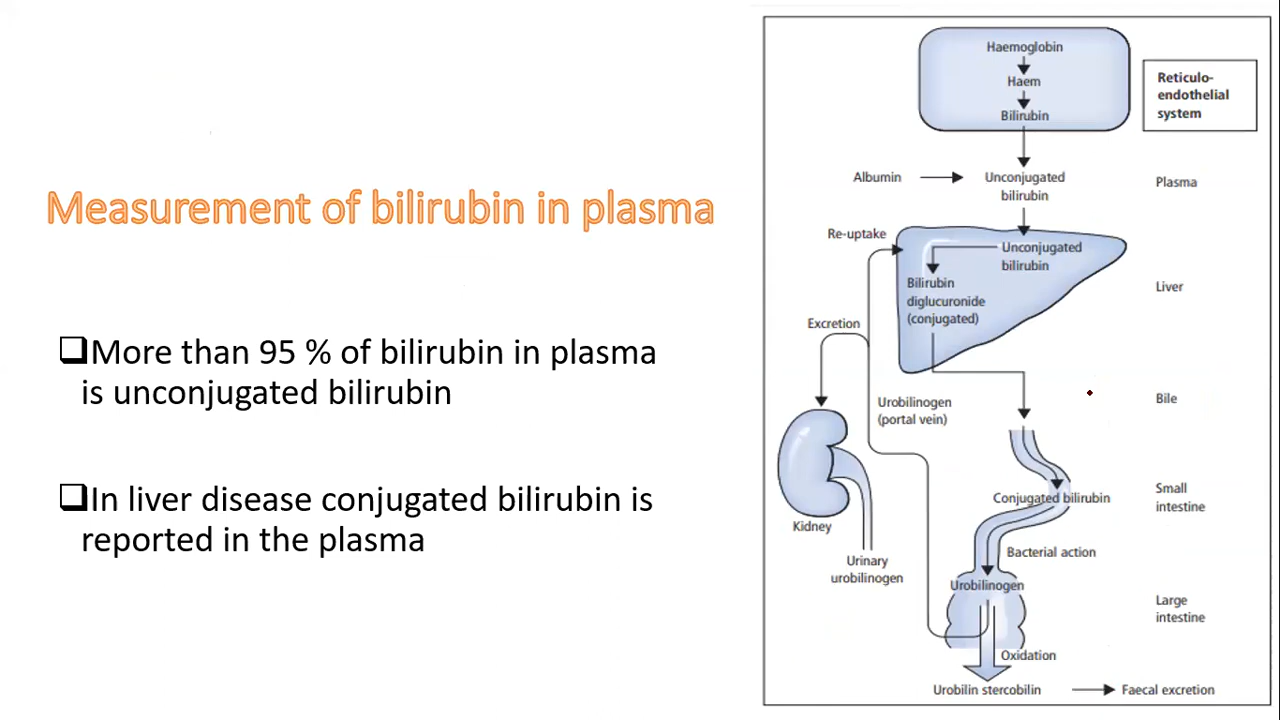 Measurement of bilirubin in plasma
❑More than 95 % of bilirubin in plasma
is unconjugated bilirubin
❑In liver disease conjugated bilirubin is
reported in the plasma
Haemoglobin
Haem
Bilirubin
Reticulo-
endothelial
system
Albumin
Unconjugated
bilirubin
Plasma
Re-uptake
Unconjugated
bilirubin
Bilirubin
diglucuronide
(conjugated)
Liver
Excretion
Urobilinogen
(portal vein)
Bile
Conjugated bilirubin
Small
intestine
Kidney
Bacterial action
Urinary
urobilinogen
Urobilinogen
Large
intestine
Oxidation
Urobilin stercobilin
Faecal excretion